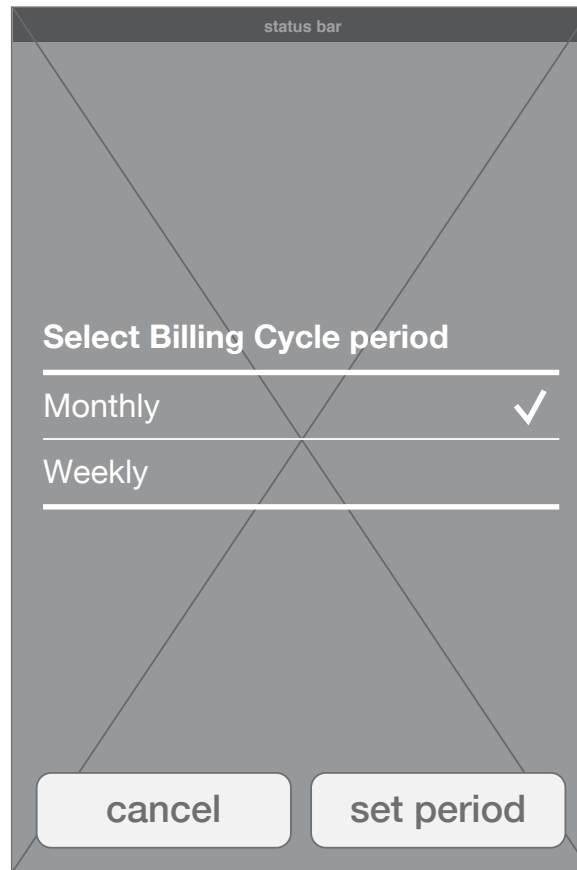 status bar
Select Billing Cycle period
Monthly
Weekly
cancel
set period